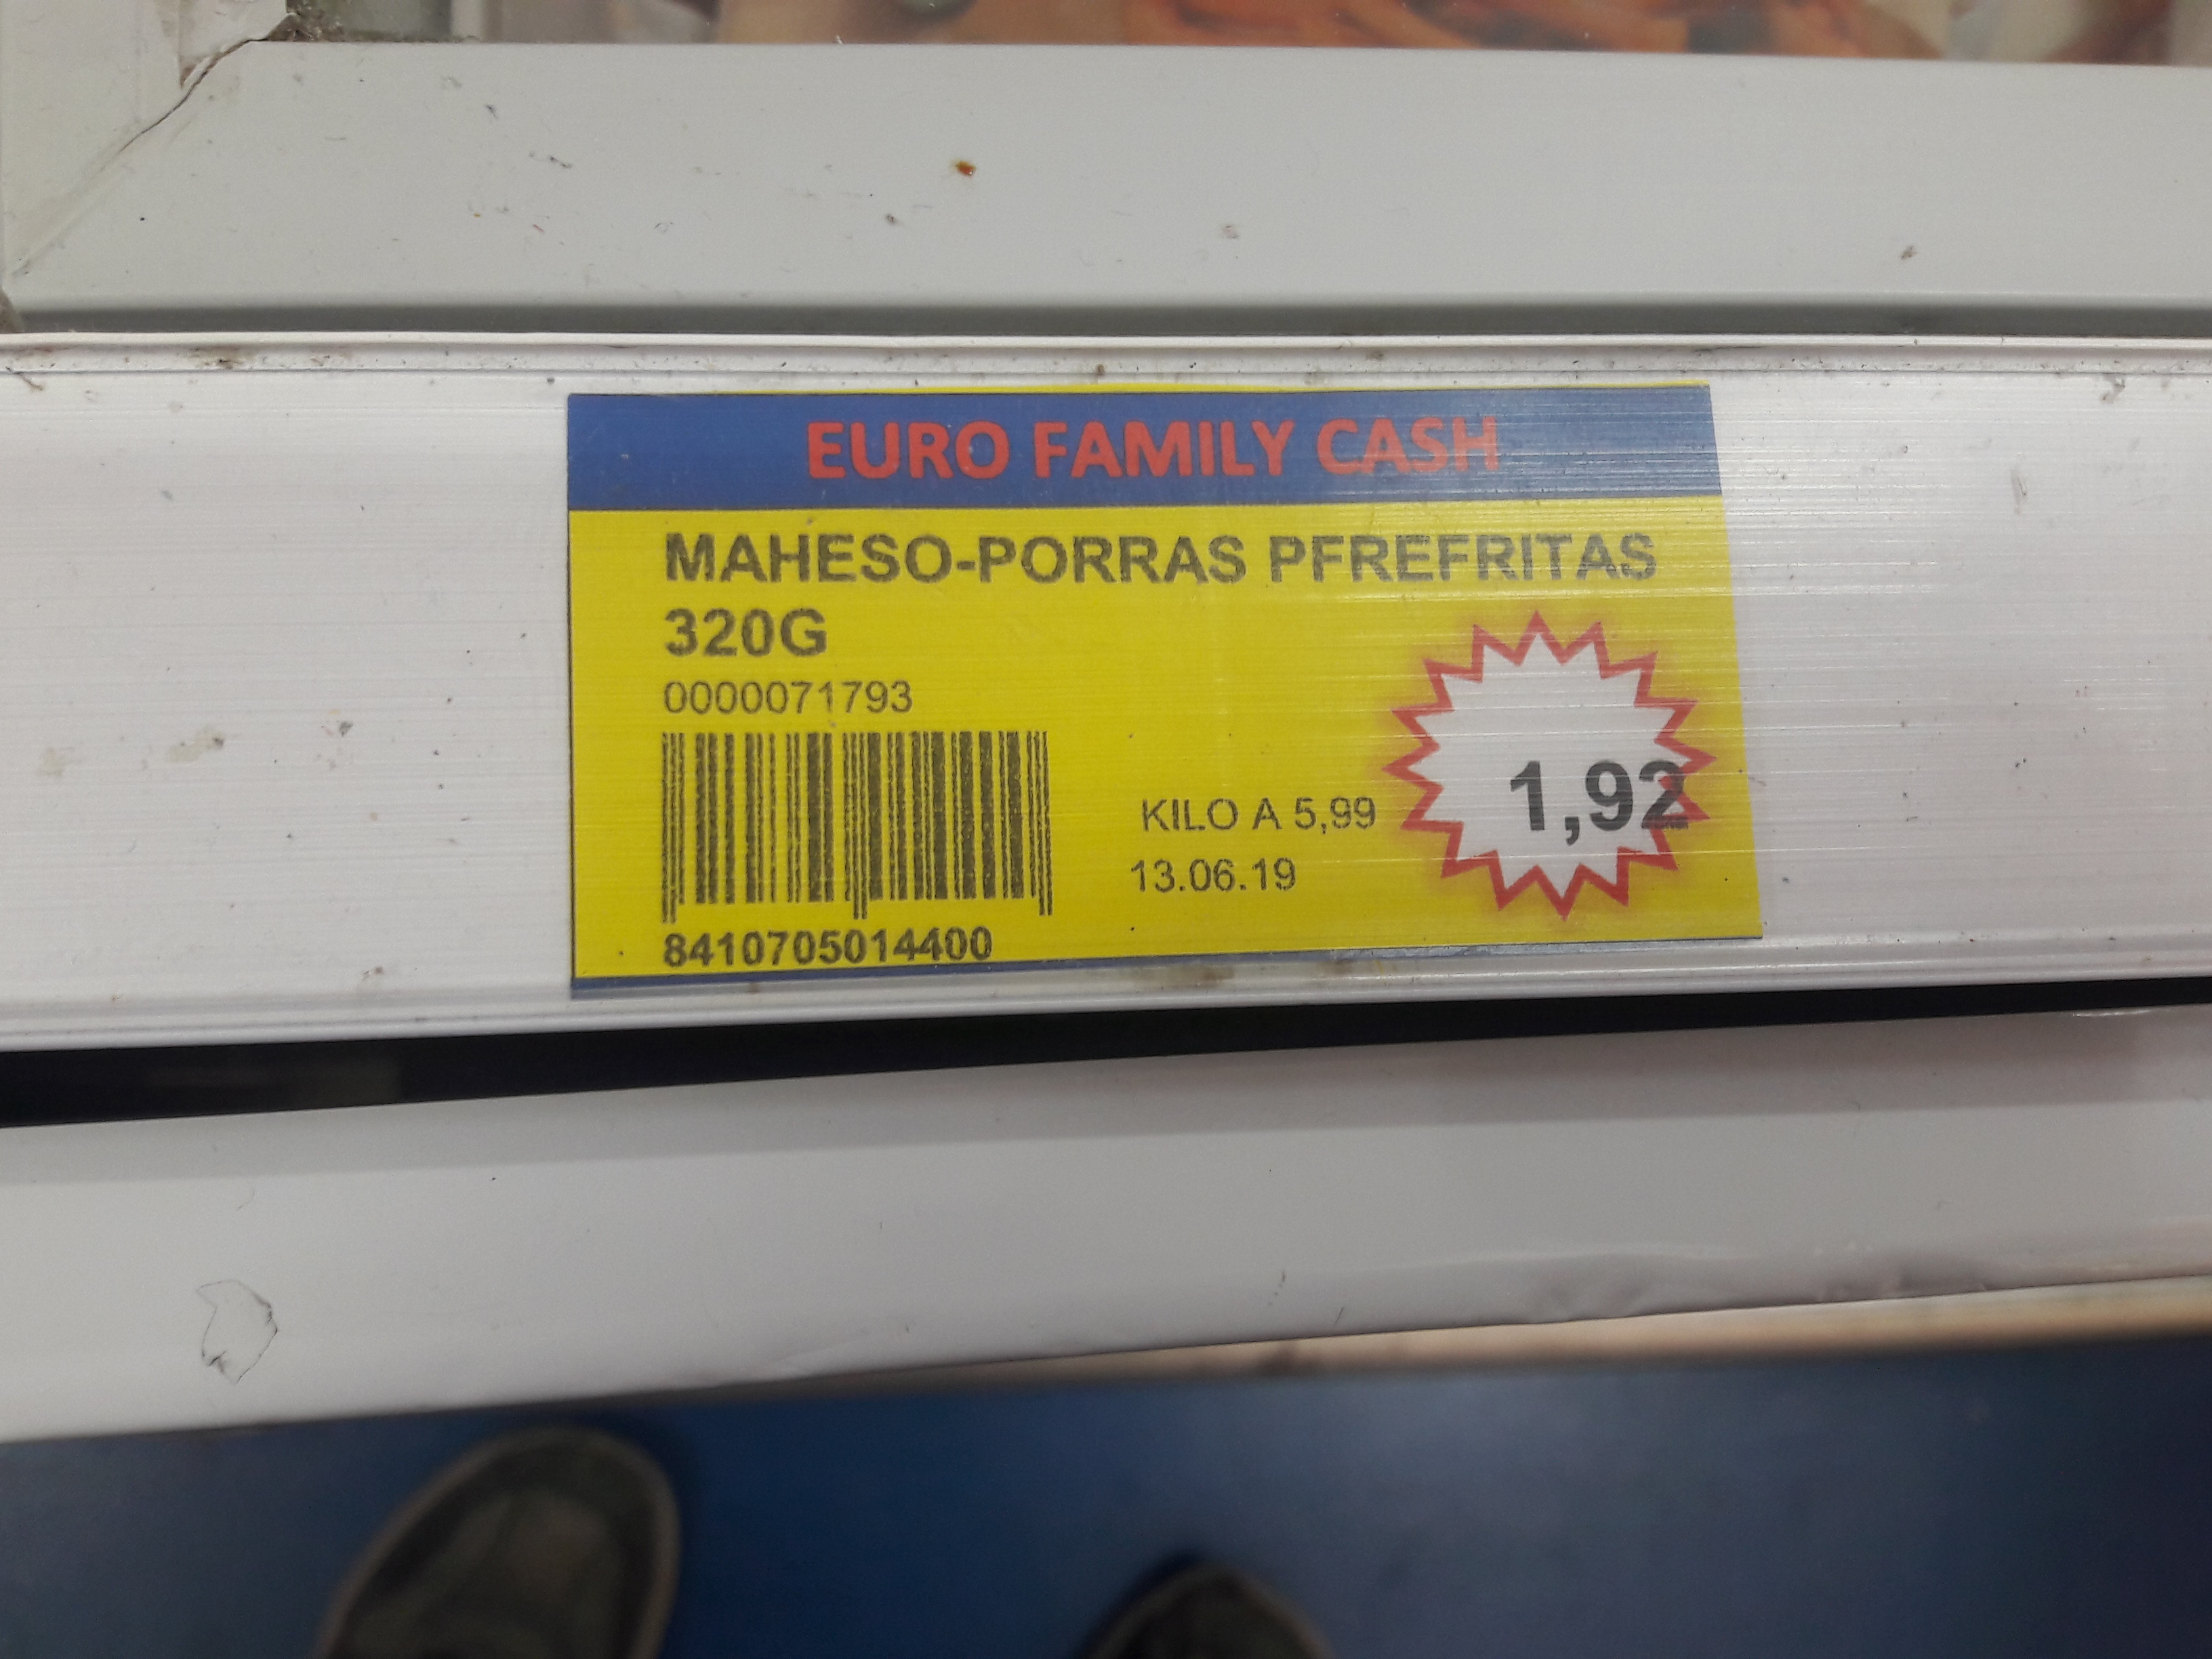 EURO FAMILY CASH
MAHESO-PORRAS PFREFRITAS
320G
0000071793
KILO A 5,99
1,92
13.06.19
8410705014400